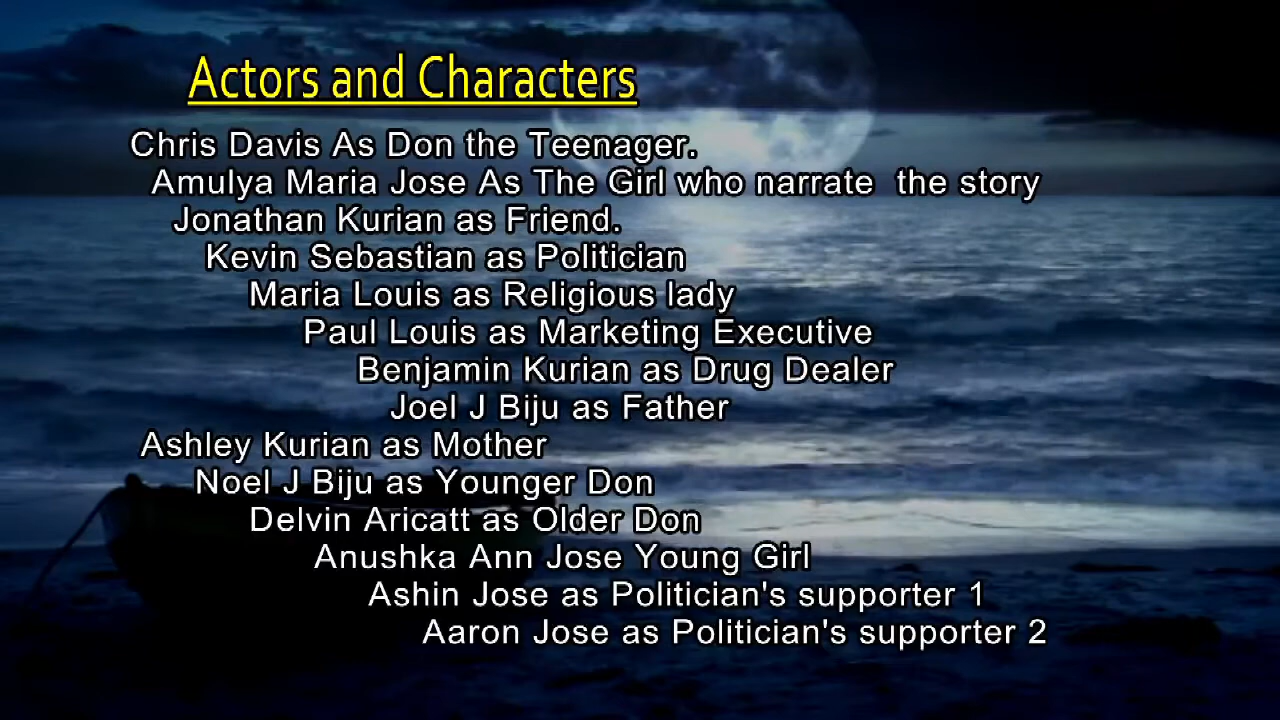 Actors and Characters
Chris Davis As Don the Teenager.
Amulya Maria Jose As The Girl who narrate  the story
Jonathan Kurian as Friend.
Kevin Sebastian as Politician
Maria Louis as Religious lady
Paul Louis as Marketing Executive
Benjamin Kurian as Drug Dealer
Joel J Biju as Father
Ashley Kurian as Mother
Noel J Biju as Younger Don
Delvin Aricatt as Older Don
Anushka Ann Jose Young Girl
Ashin Jose as Politician's supporter 1
Aaron Jose as Politician's supporter 2